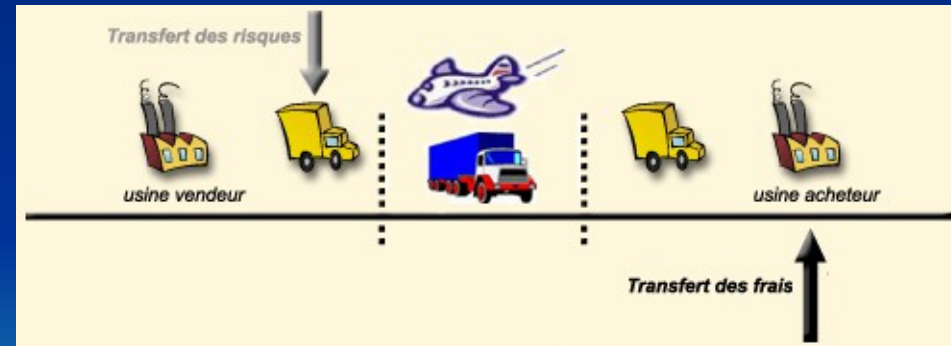 Transfert des risques
usine vendeur
usine acheteur
Transfert des frais